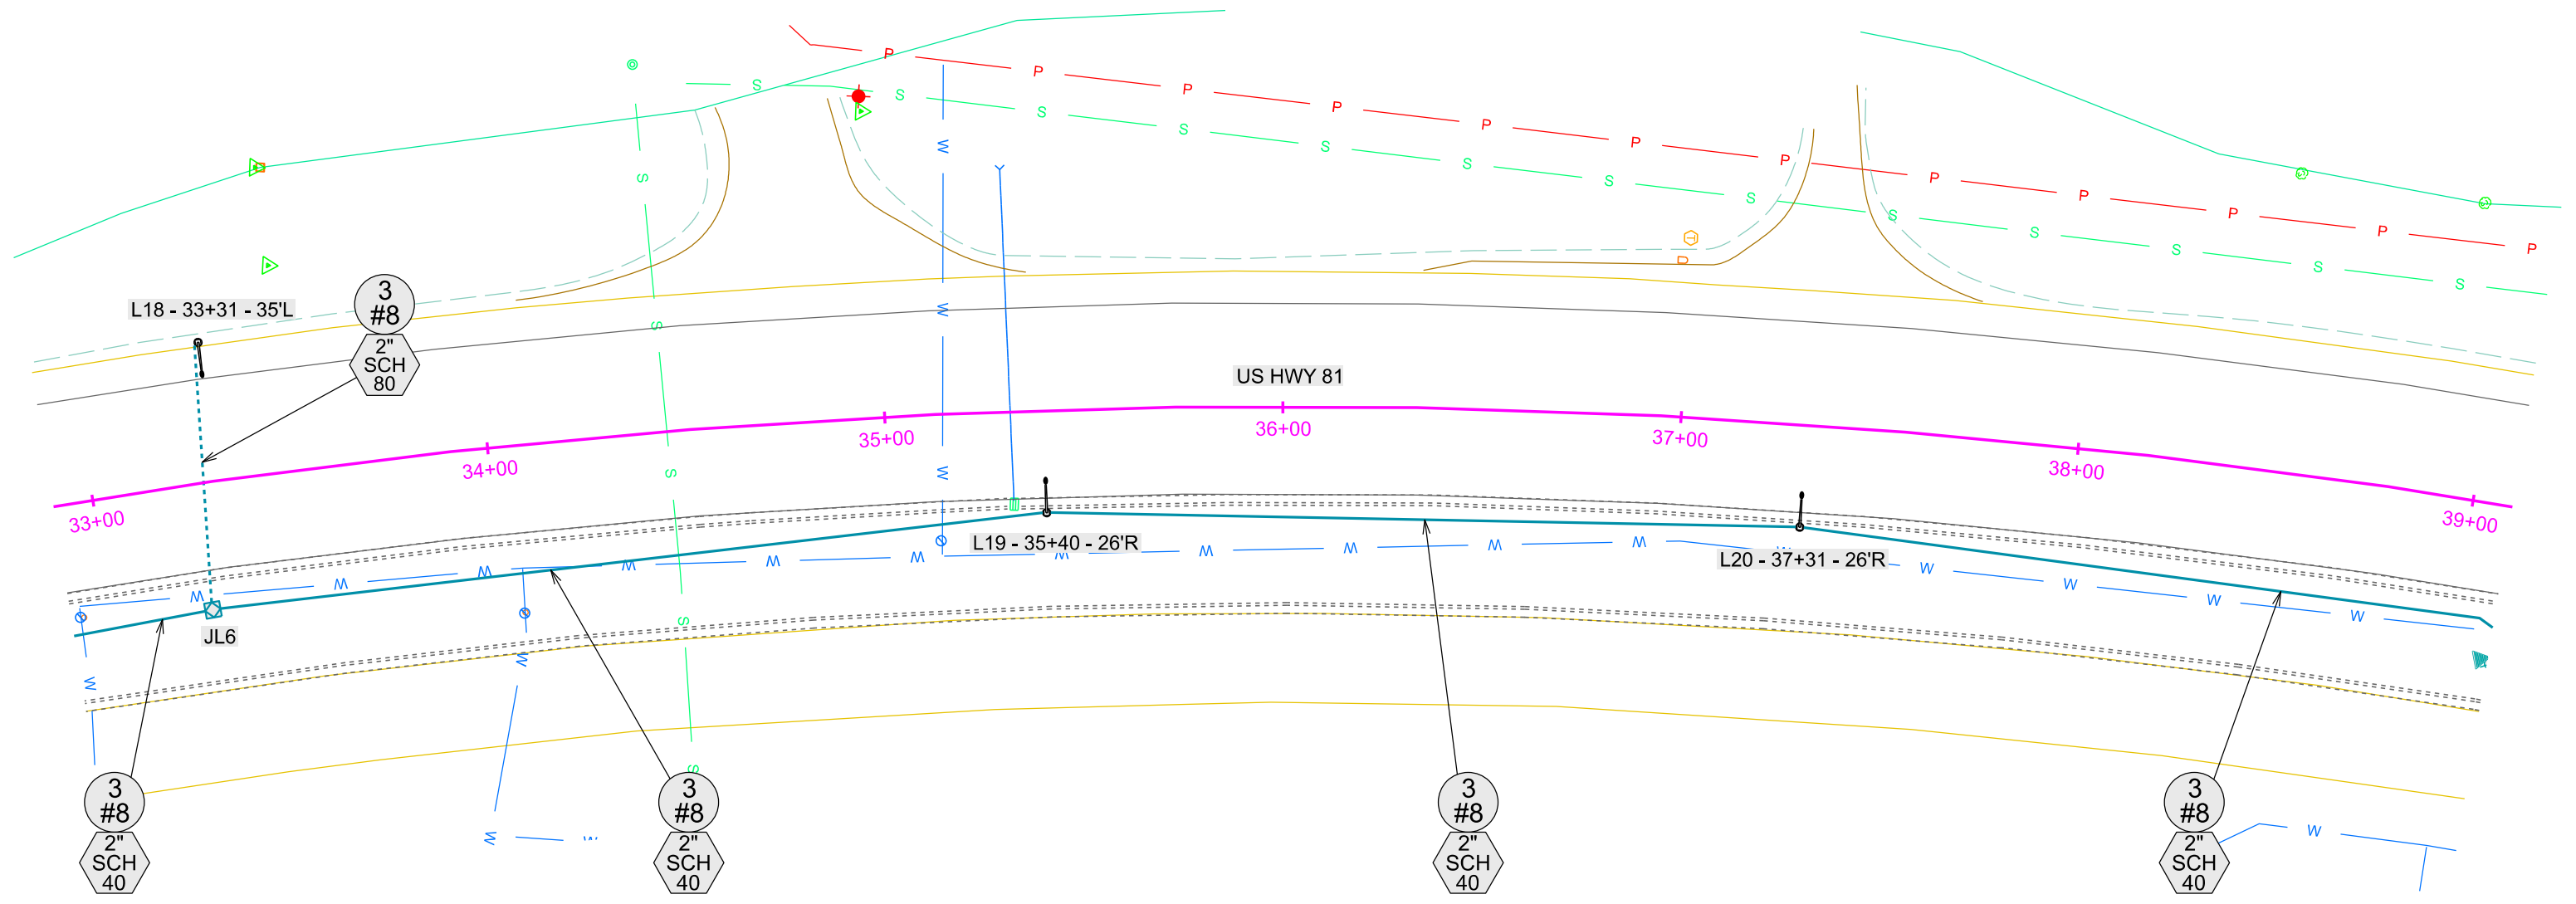 P P P P P P P P P P P P
S S S S S S S S S S S S S
S
S
S
S
S
W
W
W
L18 - 33+31 - 35'L
3
#8
2"
SCH
80
US HWY 81
33+00
34+00
35+00
36+00
37+00
38+00
39+00
T
D
L19 - 35+40 - 26'R
L20 - 37+31 - 26'R
JL6
W W W W W W W W W W W W W W W
W
W
W W
W
3
#8
2"
SCH
40
3
#8
2"
SCH
40
3
#8
2"
SCH
40
3
#8
2"
SCH
40